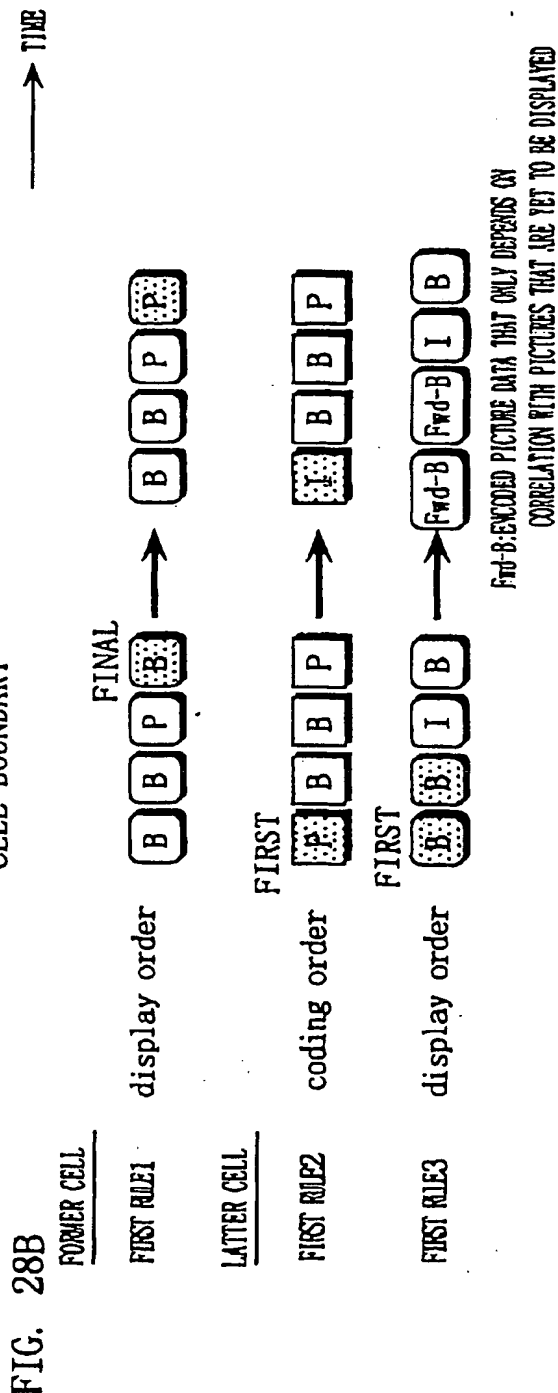 FIG. 28B
TIME
FORMER CELL
FIRST RULE1 display order
B B P B
FINAL
B B P P
LATTER CELL
FIRST RULE2 coding order
FIRST
P B B P
I B B P
FIRST RULE3 display order
FIRST
B B I B
Fwd-B Fwd-B I B
Fwd-B:ENCODED PICTURE DATA THAT ONLY DEPENDS ON
CORRELATION WITH PICTURES THAT ARE YET TO BE DISPLAYED